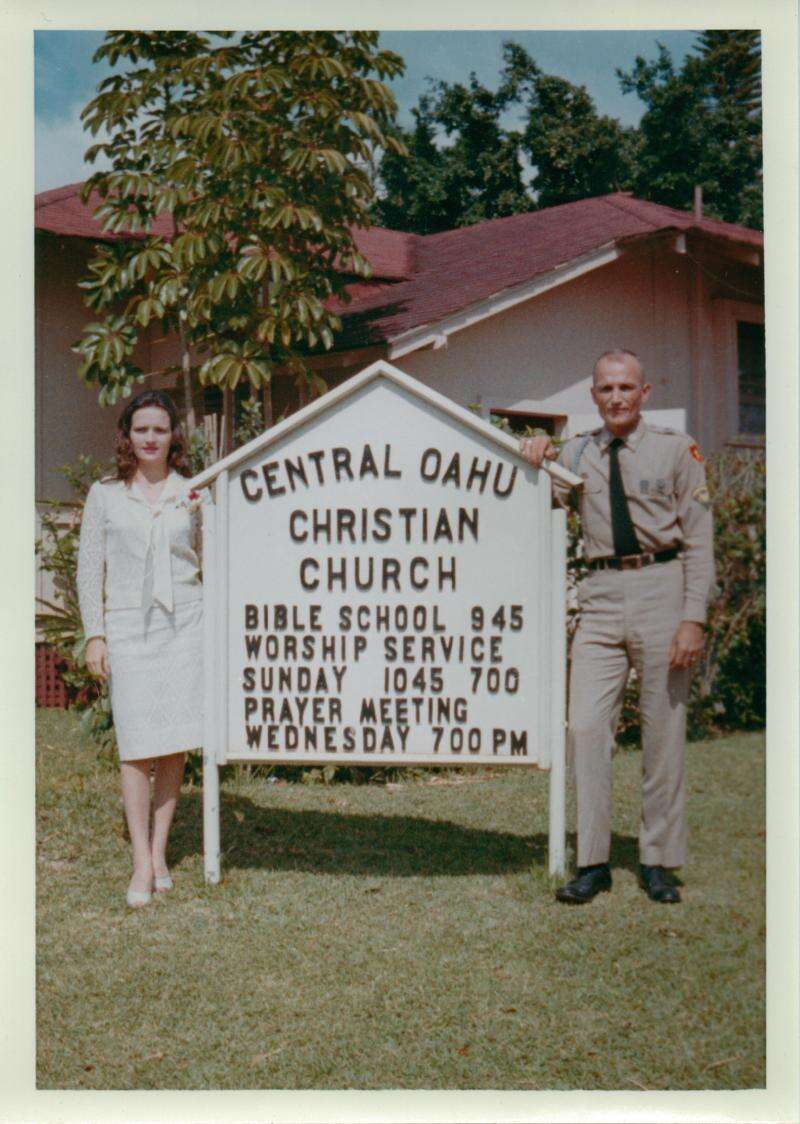 CENTRAL OAHU
CHRISTIAN
CHURCH
BIBLE SCHOOL 945
WORSHIP SERVICE
SUNDAY 1045 700
PRAYER MEETING
WEDNESDAY 700 PM